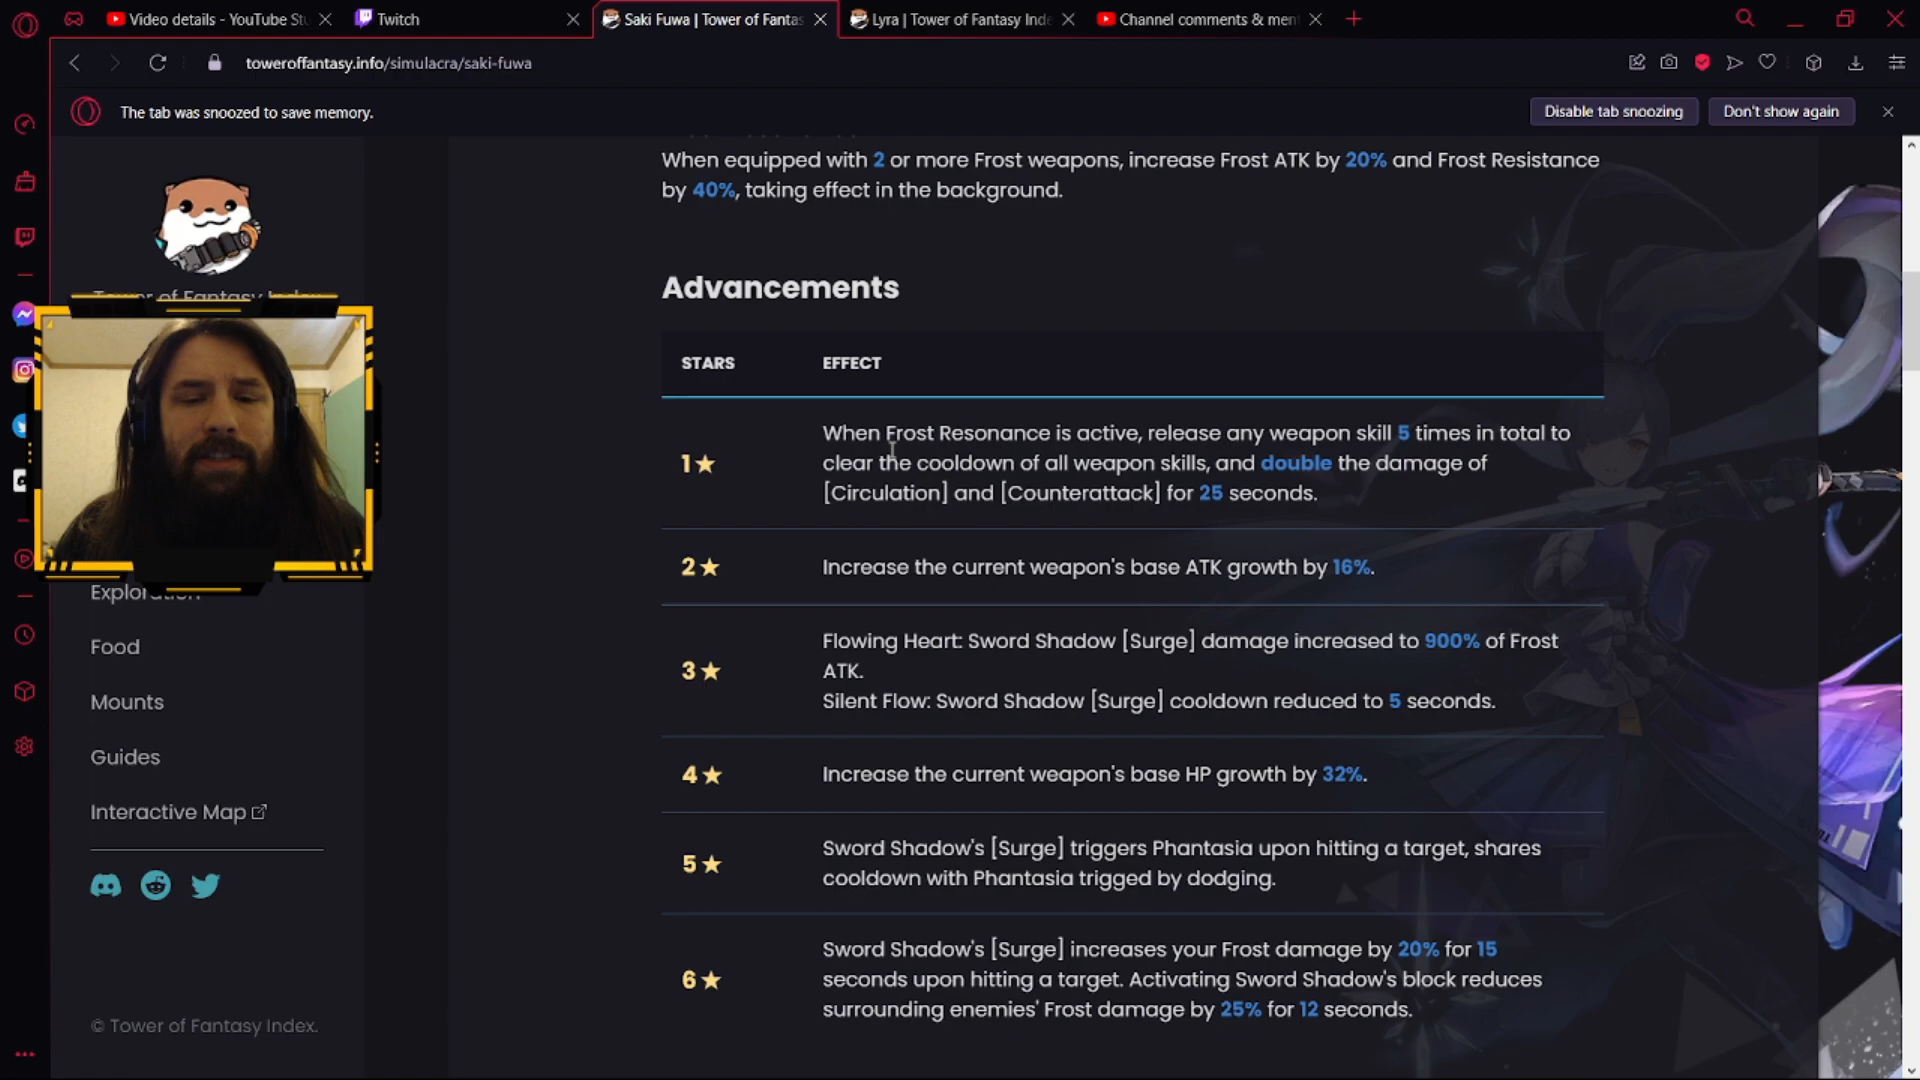 Video details - YouTube Stu
Twitch
Saki Fuwa | Tower of Fantas
Lyra | Tower of Fantasy Inde
Channel comments & men
toweroffantasy.info/simulacra/saki-fuwa
The tab was snoozed to save memory.
Disable tab snoozing
Don't show again
When equipped with 2 or more Frost weapons, increase Frost ATK by 20% and Frost Resistance
by 40%, taking effect in the background.
Tower of Fantasy Index
Advancements
STARS
EFFECT
1★
When Frost Resonance is active, release any weapon skill 5 times in total to
clear the cooldown of all weapon skills, and double the damage of
[Circulation] and [Counterattack] for 25 seconds.
2★
Increase the current weapon's base ATK growth by 16%.
3★
Flowing Heart: Sword Shadow [Surge] damage increased to 900% of Frost
ATK.
Silent Flow: Sword Shadow [Surge] cooldown reduced to 5 seconds.
4★
Increase the current weapon's base HP growth by 32%.
5★
Sword Shadow's [Surge] triggers Phantasia upon hitting a target, shares
cooldown with Phantasia trigged by dodging.
6★
Sword Shadow's [Surge] increases your Frost damage by 20% for 15
seconds upon hitting a target. Activating Sword Shadow's block reduces
surrounding enemies' Frost damage by 25% for 12 seconds.
Exploration
Food
Mounts
Guides
Interactive Map
© Tower of Fantasy Index.